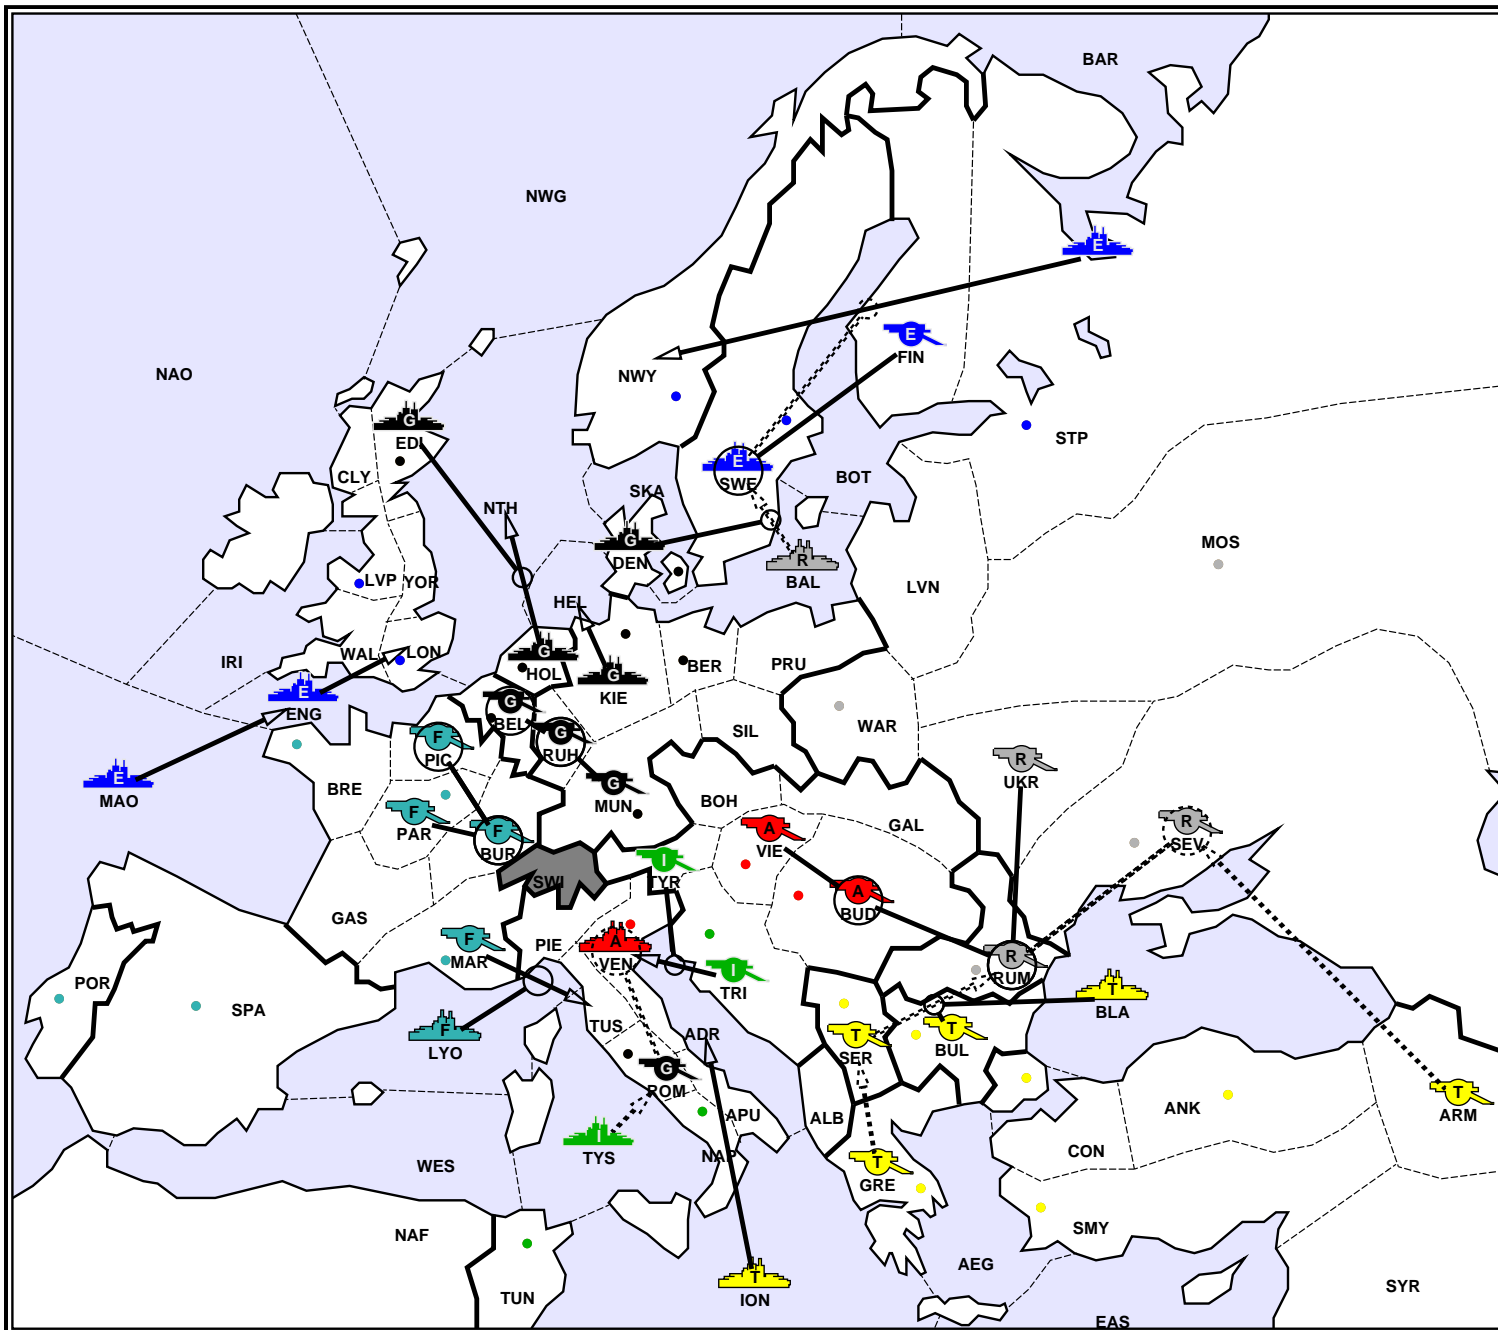 BAR
NWG
E
NAO
E
FIN
NWY
G
EDI
STP
E
SWE
CLY
BOT
SKA
NTH
G
DEN
R
BAL
MOS
LVP
YOR
LVN
HEL
IRI
WAL
LON
G
HOL
G
KIE
BER
PRU
E
ENG
G
BEL
WAR
F
PIC
G
RUH
SIL
R
UKR
E
MAO
BRE
G
MUN
BOH
F
PAR
F
BUR
A
VIE
GAL
R
SEV
I
TYR
SWI
A
BUD
GAS
F
MAR
PIE
A
VEN
R
RUM
POR
SPA
I
TRI
T
BLA
F
LYO
TUS
ADR
T
SER
T
BUL
G
ROM
T
ARM
ANK
APU
ALB
I
TYS
NAP
CON
WES
T
GRE
SMY
NAF
AEG
T
ION
TUN
SYR
EAS